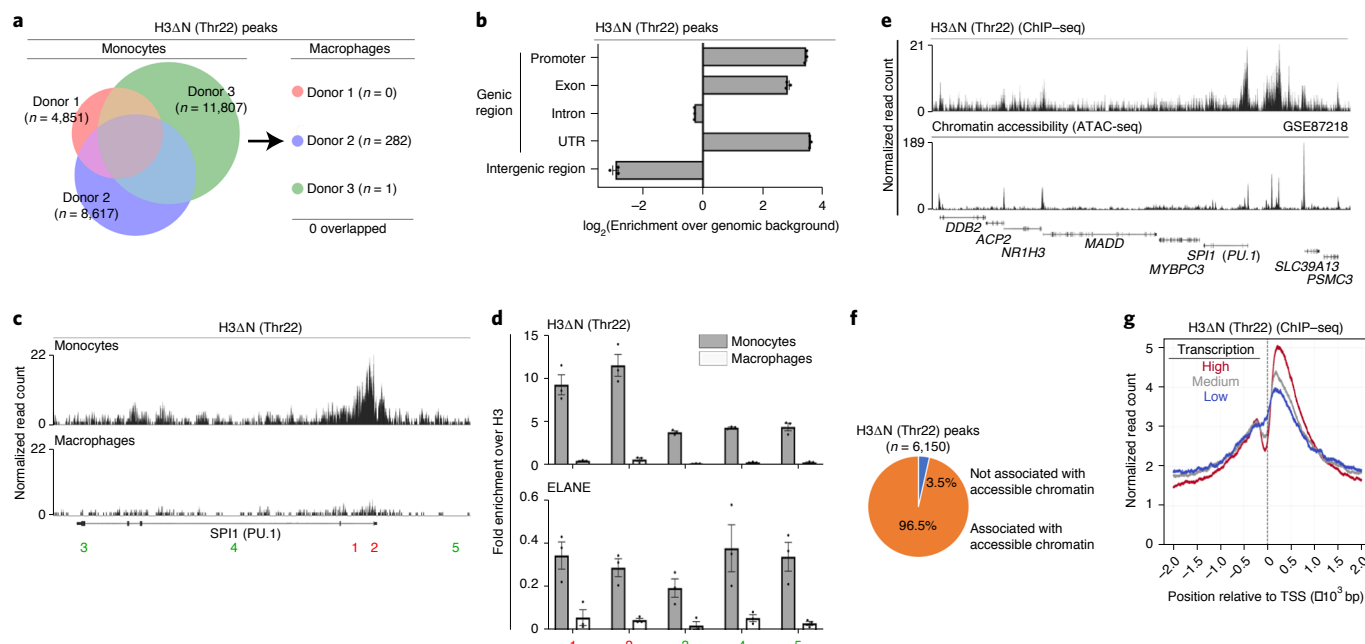 a
H3ΔN (Thr22) peaks
Monocytes
Macrophages
Donor 1
(n = 4,851)
Donor 3
(n = 11,807)
Donor 2
(n = 8,617)
Donor 1 (n = 0)
Donor 2 (n = 282)
Donor 3 (n = 1)
0 overlapped
b
H3ΔN (Thr22) peaks
Genic
region
Promoter
Exon
Intron
UTR
Intergenic region
−2 0 2 4
log2(Enrichment over genomic background)
c
H3ΔN (Thr22)
Normalized read count
22
Monocytes
0
22
Macrophages
0
SPI1 (PU.1)
3 4 1 2 5
d
H3ΔN (Thr22)
Fold enrichment over H3
15
10
5
0
Monocytes
Macrophages
ELANE
0.6
0.4
0.2
0
e
H3ΔN (Thr22) (ChIP–seq)
Normalized read count
21
0
Chromatin accessibility (ATAC-seq) GSE87218
189
0
DDB2
ACP2
NR1H3
MADD
MYBPC3
SPI1 (PU.1)
SLC39A13
PSMC3
f
H3ΔN (Thr22) peaks
(n = 6,150)
3.5%
96.5%
Not associated with
accessible chromatin
Associated with
accessible chromatin
g
H3ΔN (Thr22) (ChIP–seq)
Normalized read count
5
4
3
2
1
0
Transcription
High
Medium
Low
−2.0 −1.5 −1.0 −0.5 0 0.5 1.0 1.5 2.0
Position relative to TSS (□10³ bp)